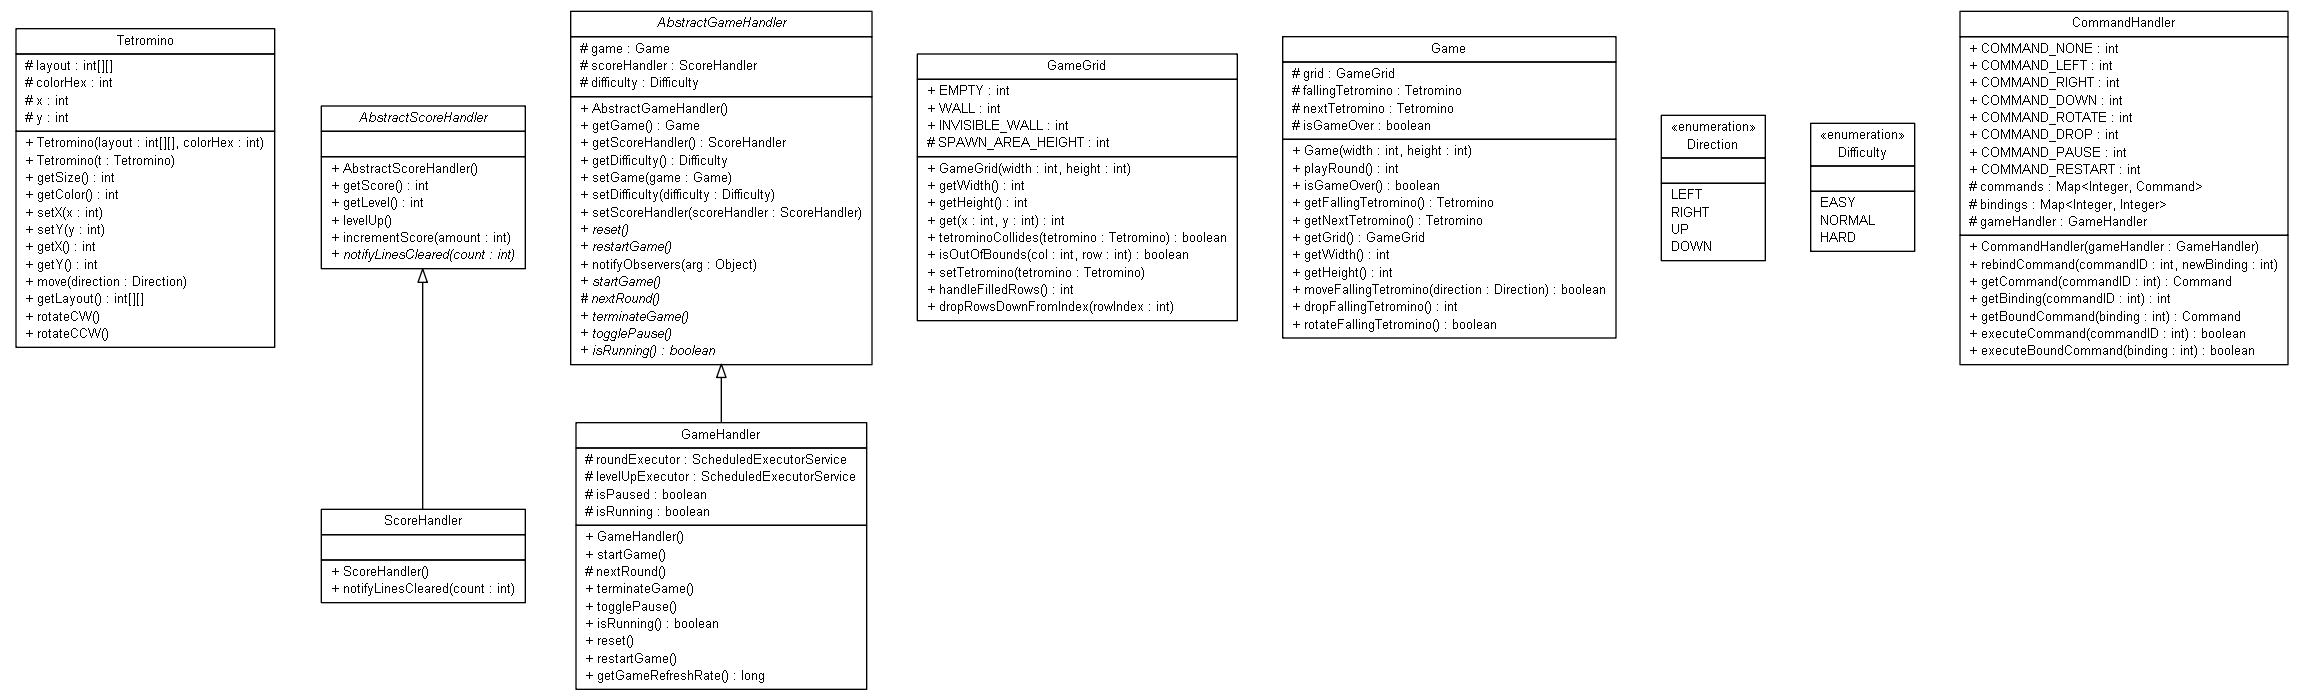 Tetromino
# layout : int[][]
# colorHex : int
# x : int
# y : int
+ Tetromino(layout : int[][], colorHex : int)
+ Tetromino(t : Tetromino)
+ getSize() : int
+ getColor() : int
+ setX(x : int)
+ setY(y : int)
+ getX() : int
+ getY() : int
+ move(direction : Direction)
+ getLayout() : int[][]
+ rotateCW()
+ rotateCCW()
AbstractScoreHandler
+ AbstractScoreHandler()
+ getScore() : int
+ getLevel() : int
+ levelUp()
+ incrementScore(amount : int)
+ notifyLinesCleared(count : int)
ScoreHandler
+ ScoreHandler()
+ notifyLinesCleared(count : int)
AbstractGameHandler
# game : Game
# scoreHandler : ScoreHandler
# difficulty : Difficulty
+ AbstractGameHandler()
+ getGame() : Game
+ getScoreHandler() : ScoreHandler
+ getDifficulty() : Difficulty
+ setGame(game : Game)
+ setDifficulty(difficulty : Difficulty)
+ setScoreHandler(scoreHandler : ScoreHandler)
+ reset()
+ restartGame()
+ notifyObservers(arg : Object)
+ startGame()
# nextRound()
+ terminateGame()
+ togglePause()
+ isRunning() : boolean
GameHandler
# roundExecutor : ScheduledExecutorService
# levelUpExecutor : ScheduledExecutorService
# isPaused : boolean
# isRunning : boolean
+ GameHandler()
+ startGame()
# nextRound()
+ terminateGame()
+ togglePause()
+ isRunning() : boolean
+ reset()
+ restartGame()
+ getGameRefreshRate() : long
GameGrid
+ EMPTY : int
+ WALL : int
+ INVISIBLE_WALL : int
# SPAWN_AREA_HEIGHT : int
+ GameGrid(width : int, height : int)
+ getWidth() : int
+ getHeight() : int
+ get(x : int, y : int) : int
+ tetrominoCollides(tetromino : Tetromino) : boolean
+ isOutOfBounds(col : int, row : int) : boolean
+ setTetromino(tetromino : Tetromino)
+ handleFilledRows() : int
+ dropRowsDownFromIndex(rowIndex : int)
Game
# grid : GameGrid
# fallingTetromino : Tetromino
# nextTetromino : Tetromino
# isGameOver : boolean
+ Game(width : int, height : int)
+ playRound() : int
+ isGameOver() : boolean
+ getFallingTetromino() : Tetromino
+ getNextTetromino() : Tetromino
+ getGrid() : GameGrid
+ getWidth() : int
+ getHeight() : int
+ moveFallingTetromino(direction : Direction) : boolean
+ dropFallingTetromino() : int
+ rotateFallingTetromino() : boolean
«enumeration»
Direction
LEFT
RIGHT
UP
DOWN
«enumeration»
Difficulty
EASY
NORMAL
HARD
CommandHandler
+ COMMAND_NONE : int
+ COMMAND_LEFT : int
+ COMMAND_RIGHT : int
+ COMMAND_DOWN : int
+ COMMAND_ROTATE : int
+ COMMAND_DROP : int
+ COMMAND_PAUSE : int
+ COMMAND_RESTART : int
# commands : Map<Integer, Command>
# bindings : Map<Integer, Integer>
# gameHandler : GameHandler
+ CommandHandler(gameHandler : GameHandler)
+ rebindCommand(commandID : int, newBinding : int)
+ getCommand(commandID : int) : Command
+ getBinding(commandID : int) : int
+ getBoundCommand(binding : int) : Command
+ executeCommand(commandID : int) : boolean
+ executeBoundCommand(binding : int) : boolean